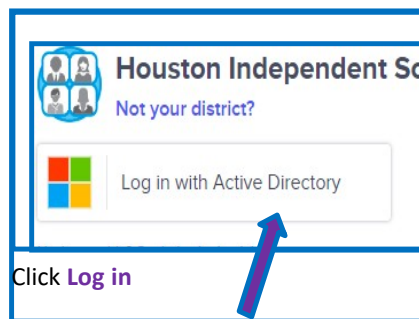 Houston Independent Sc
Not your district?
Log in with Active Directory
Click Log in